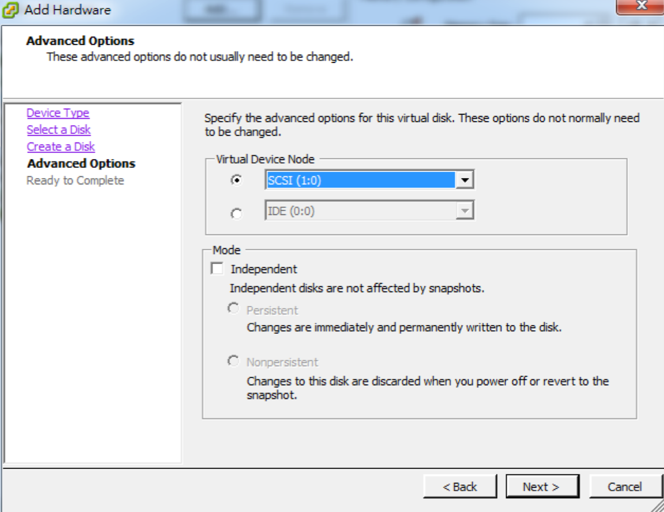 Add Hardware
Advanced Options
These advanced options do not usually need to be changed.
Device Type
Select a Disk
Create a Disk
Advanced Options
Ready to Complete
Specify the advanced options for this virtual disk. These options do not normally need
to be changed.
Virtual Device Node
SCSI (1:0)
IDE (0:0)
Mode
Independent
Independent disks are not affected by snapshots.
Persistent
Changes are immediately and permanently written to the disk.
Nonpersistent
Changes to this disk are discarded when you power off or revert to the
snapshot.
< Back
Next >
Cancel